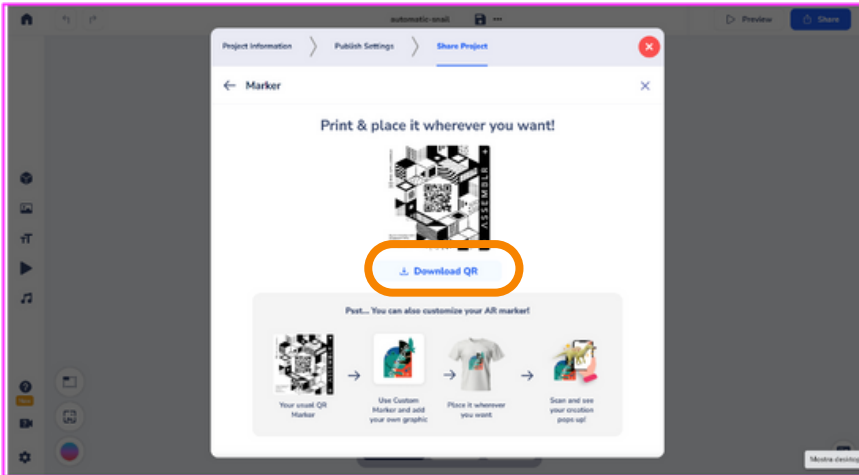 automatic-snail
Preview
Share
Project Information
Publish Settings
Share Project
Marker
Print & place it wherever you want!
ASSEMBLR
Download QR
Psst... You can also customize your AR marker!
Your usual QR
Marker
Use Custom
Marker and add
your own graphic
Place it wherever
you want
Scan and see
your creation
pops up!
Mostra desktop